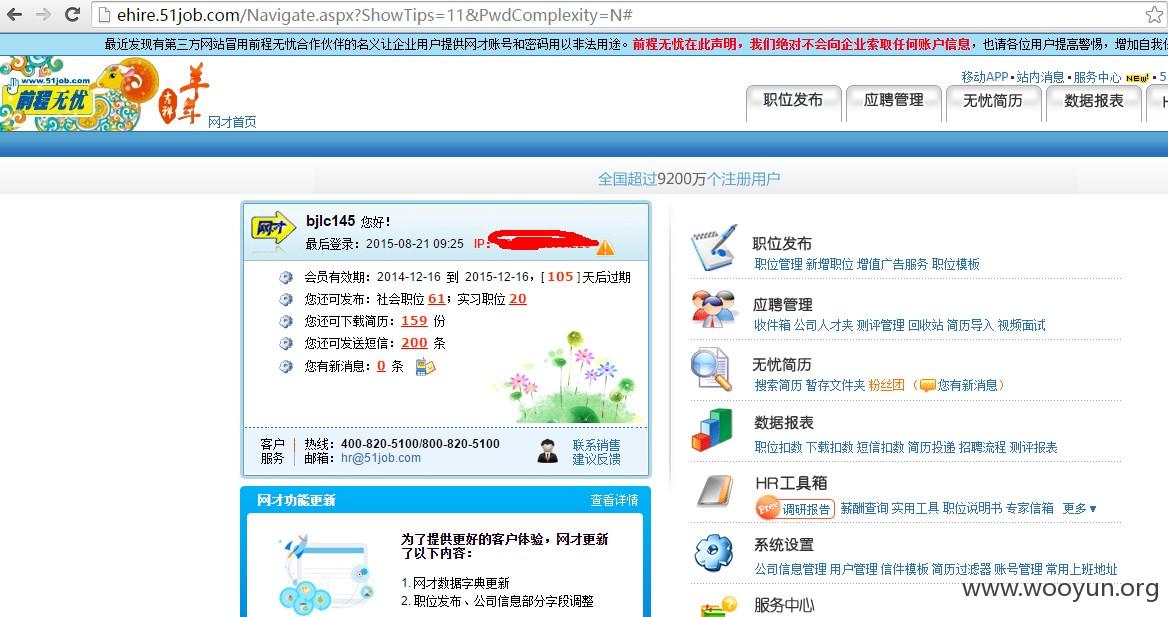 ehire.51job.com/Navigate.aspx?ShowTips=11&PwdComplexity=N#
最近发现有第三方网站冒用前程无忧合作伙伴的名义让企业用户提供网才账号和密码用以非法用途。前程无忧在此声明,我们绝对不会向企业索取任何账户信息,也请各位用户提高警惕,增加自我
www.51job.com
前程无忧
羊年
吉祥
网才首页
移动APP▪站内消息▪服务中心 NEW!▪5
职位发布 应聘管理 无忧简历 数据报表 H
全国超过9200万个注册用户
网才
bjlc145 您好!
最后登录:2015-08-21 09:25 IP:
会员有效期:2014-12-16 到 2015-12-16,[105]天后过期
您还可发布:社会职位 61;实习职位 20
您还可下载简历:159 份
您还可发送短信:200 条
您有新消息:0 条
客户服务
热线:400-820-5100/800-820-5100
邮箱:hr@51job.com
联系销售
建议反馈
网才功能更新 查看详情
为了提供更好的客户体验,网才更新
了以下内容:
1.网才数据字典更新
2.职位发布、公司信息部分字段调整
职位发布
职位管理 新增职位 增值广告服务 职位模板
应聘管理
收件箱 公司人才夹 测评管理 回收站 简历导入 视频面试
无忧简历
搜索简历 暂存文件夹 粉丝团 (您有新消息)
数据报表
职位扣数 下载扣数 短信扣数 简历投递 招聘流程 测评报表
HR工具箱
Free 调研报告 薪酬查询 实用工具 职位说明书 专家信箱 更多▼
系统设置
公司信息管理 用户管理 信件模板 简历过滤器 账号管理 常用上班地址
服务中心
www.wooyun.org